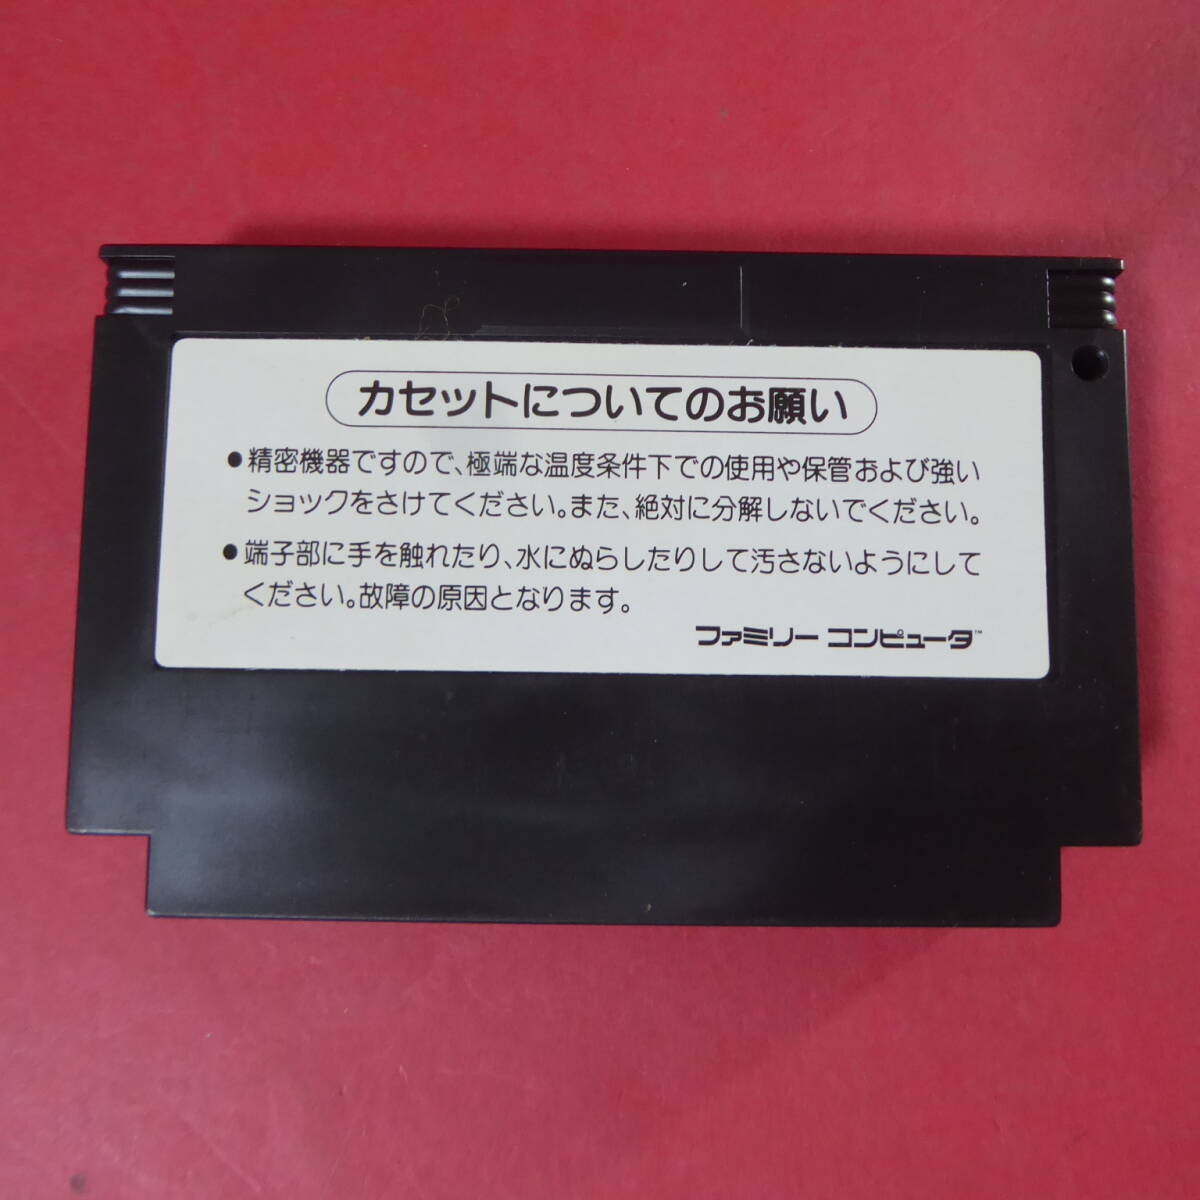 カセットについてのお願い
●精密機器ですので、極端な温度条件下での使用や保管および強い
ショックをさけてください。また、絶対に分解しないでください。
●端子部に手を触れたり、水にぬらしたりして汚さないようにして
ください。故障の原因となります。
ファミリー コンピュータ™